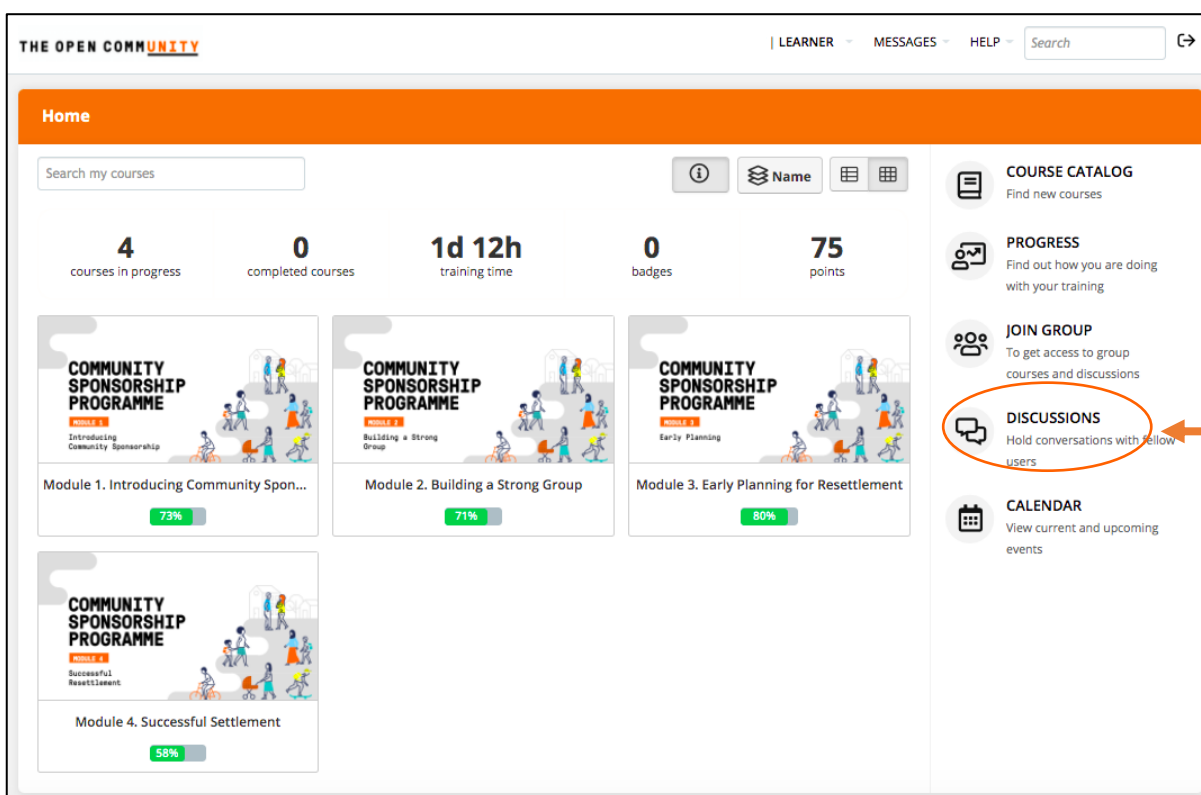 THE OPEN COMMUNITY
| LEARNER MESSAGES HELP Search
Home
Search my courses
Name
4
courses in progress
0
completed courses
1d 12h
training time
0
badges
75
points
COMMUNITY
SPONSORSHIP
PROGRAMME
MODULE 1
Introducing
Community Sponsorship
Module 1. Introducing Community Spon...
73%
COMMUNITY
SPONSORSHIP
PROGRAMME
MODULE 2
Building a Strong
Group
Module 2. Building a Strong Group
71%
COMMUNITY
SPONSORSHIP
PROGRAMME
MODULE 3
Early Planning
Module 3. Early Planning for Resettlement
80%
COMMUNITY
SPONSORSHIP
PROGRAMME
MODULE 4
Successful
Resettlement
Module 4. Successful Settlement
58%
COURSE CATALOG
Find new courses
PROGRESS
Find out how you are doing
with your training
JOIN GROUP
To get access to group
courses and discussions
DISCUSSIONS
Hold conversations with fellow
users
CALENDAR
View current and upcoming
events